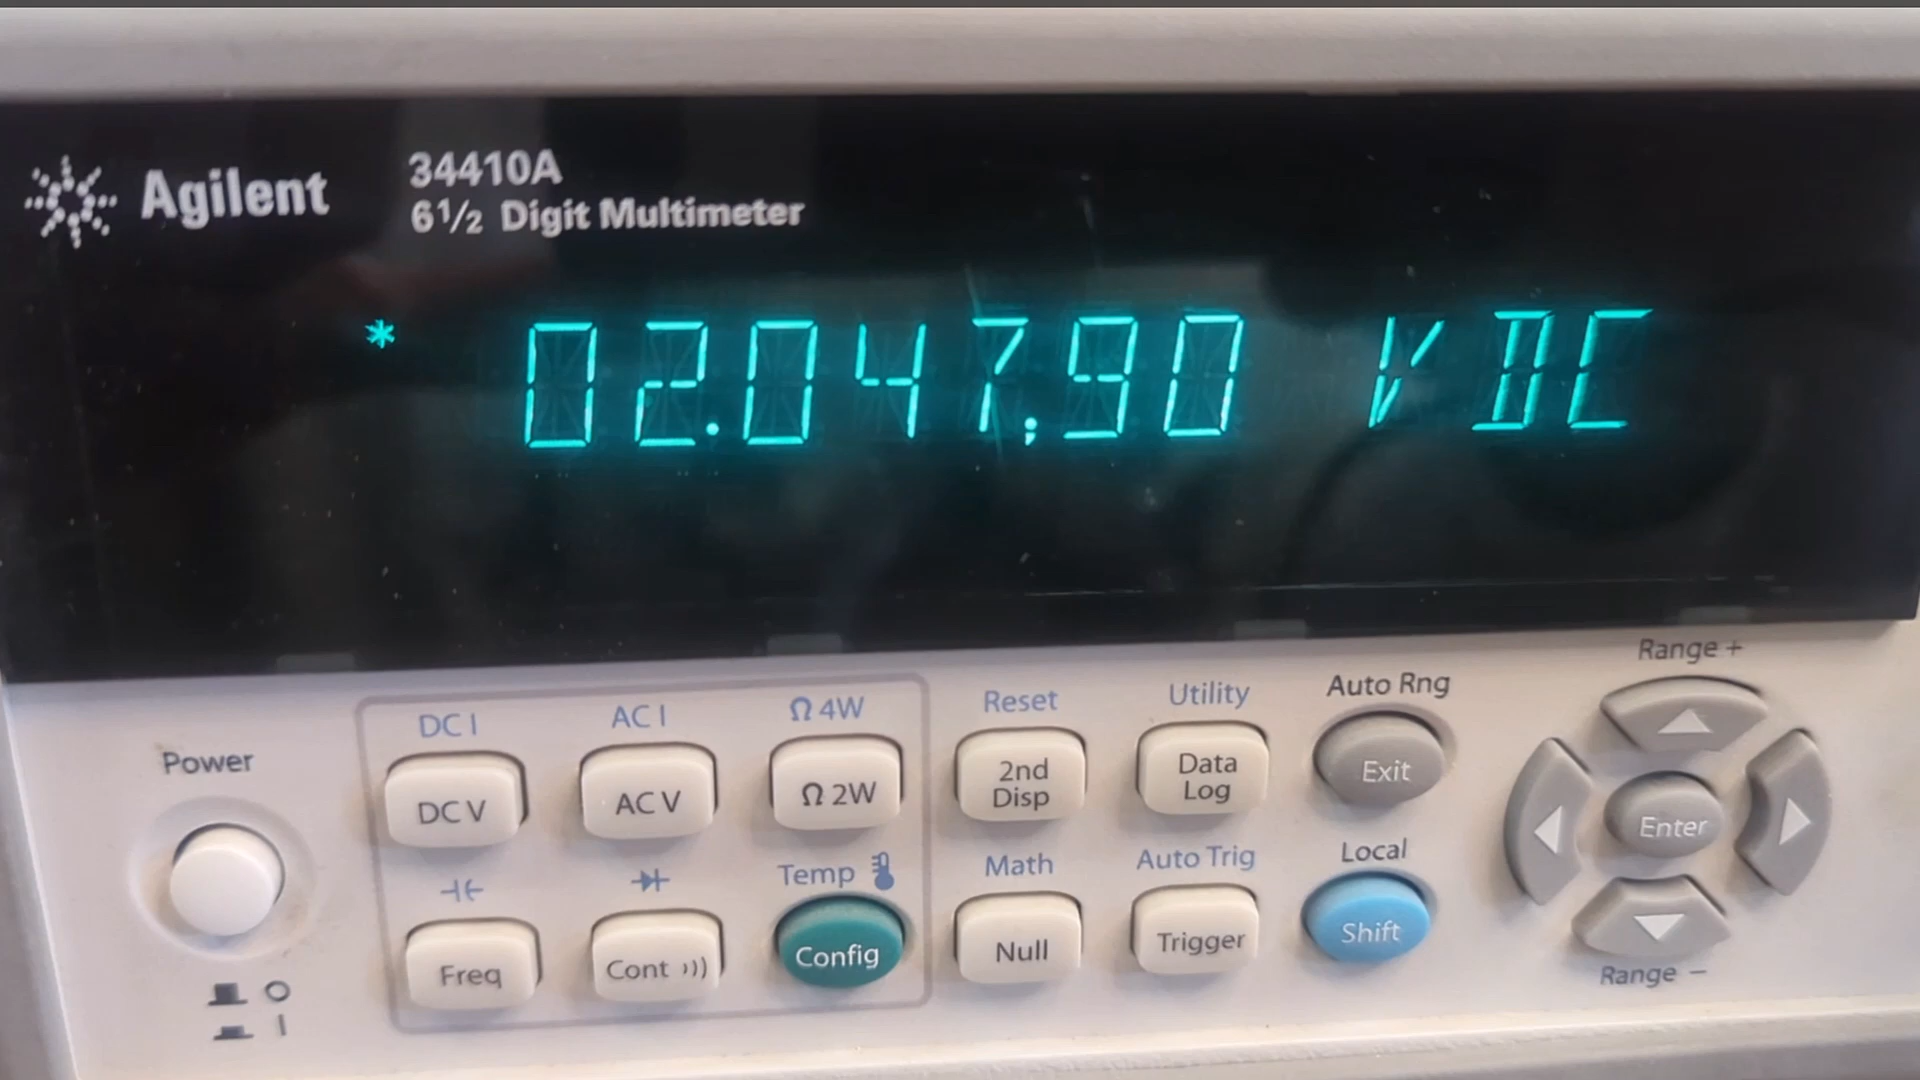 Agilent
34410A
6½ Digit Multimeter
* 02.047,90 V DC
Power
DC I
AC I
Ω 4W
Reset
Utility
Auto Rng
Range +
DC V
AC V
Ω 2W
2nd
Disp
Data
Log
Exit
Enter
Temp
Math
Auto Trig
Local
Freq
Cont
Config
Null
Trigger
Shift
Range −